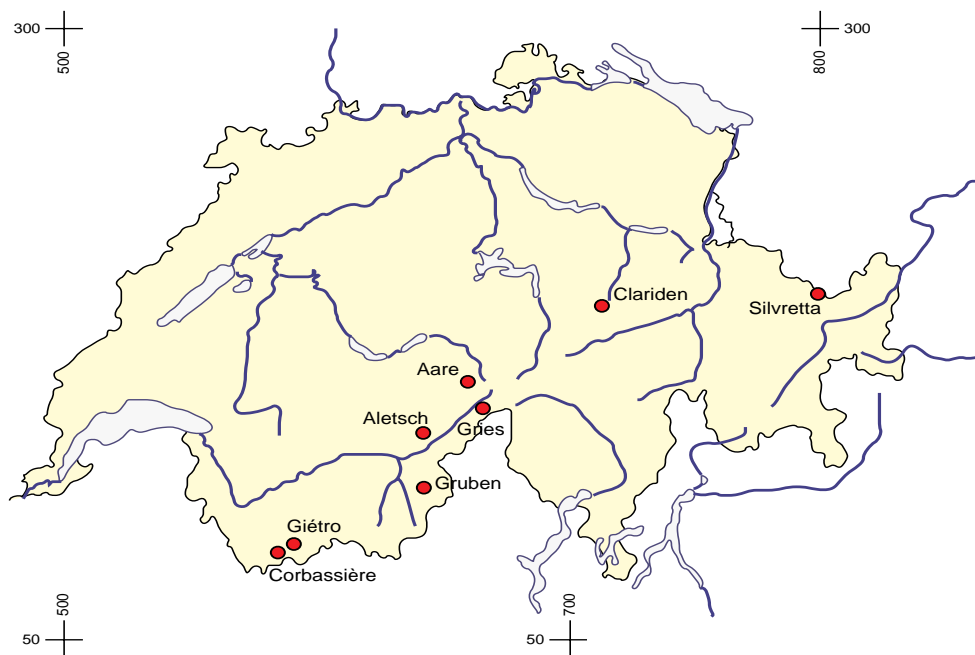 300
500
800
300
Clariden
Silvretta
Aare
Aletsch
Gries
Gruben
Giétro
Corbassière
50
500
50
700